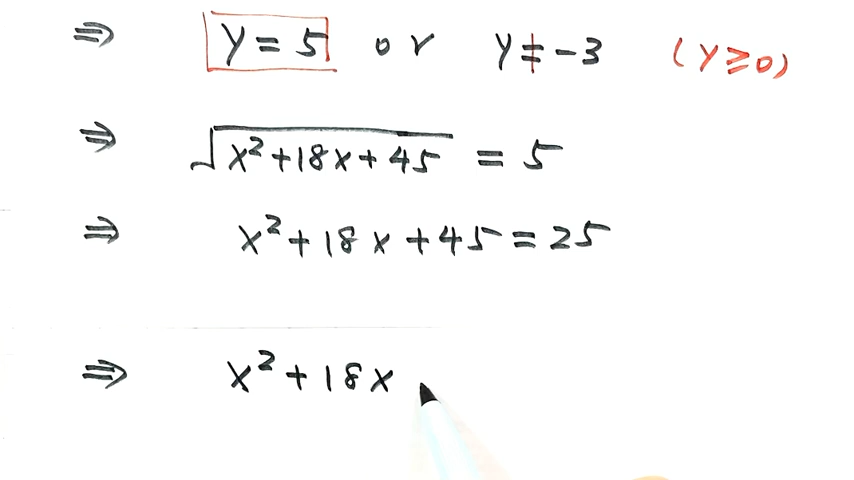 ⇒ y = 5 or y ≠ -3 (y ≥ 0)
⇒ √(x²+18x+45) = 5
⇒ x²+18x+45=25
⇒ x²+18x